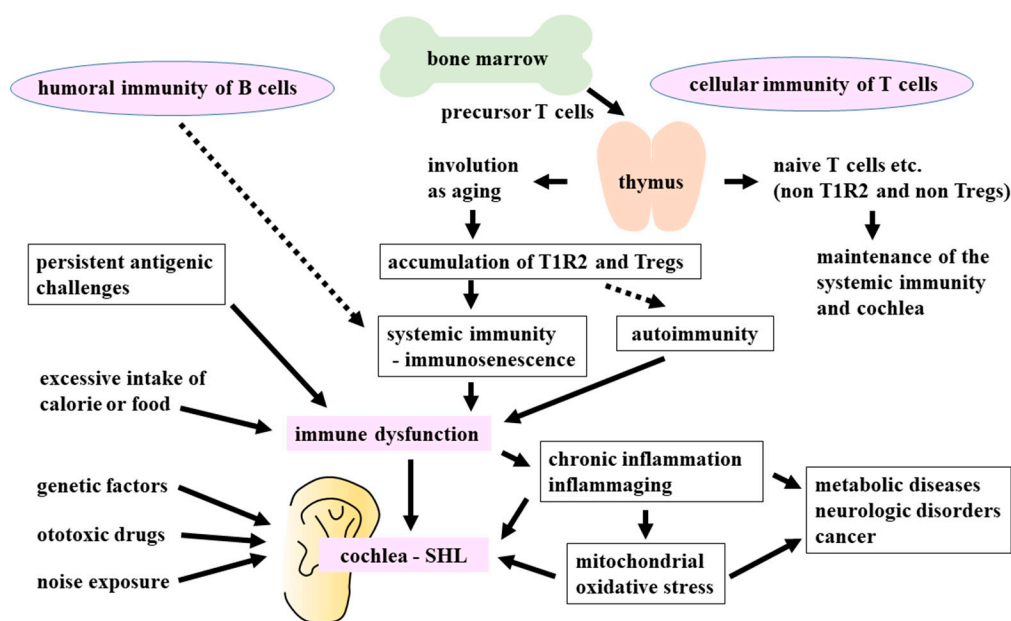 bone marrow
humoral immunity of B cells
cellular immunity of T cells
precursor T cells
involution
as aging
thymus
naive T cells etc.
(non T1R2 and non Tregs)
persistent antigenic
challenges
accumulation of T1R2 and Tregs
maintenance of the
systemic immunity
and cochlea
systemic immunity
- immunosenescence
autoimmunity
excessive intake of
calorie or food
immune dysfunction
chronic inflammation
inflammaging
metabolic diseases
neurologic disorders
cancer
genetic factors
ototoxic drugs
noise exposure
cochlea - SHL
mitochondrial
oxidative stress